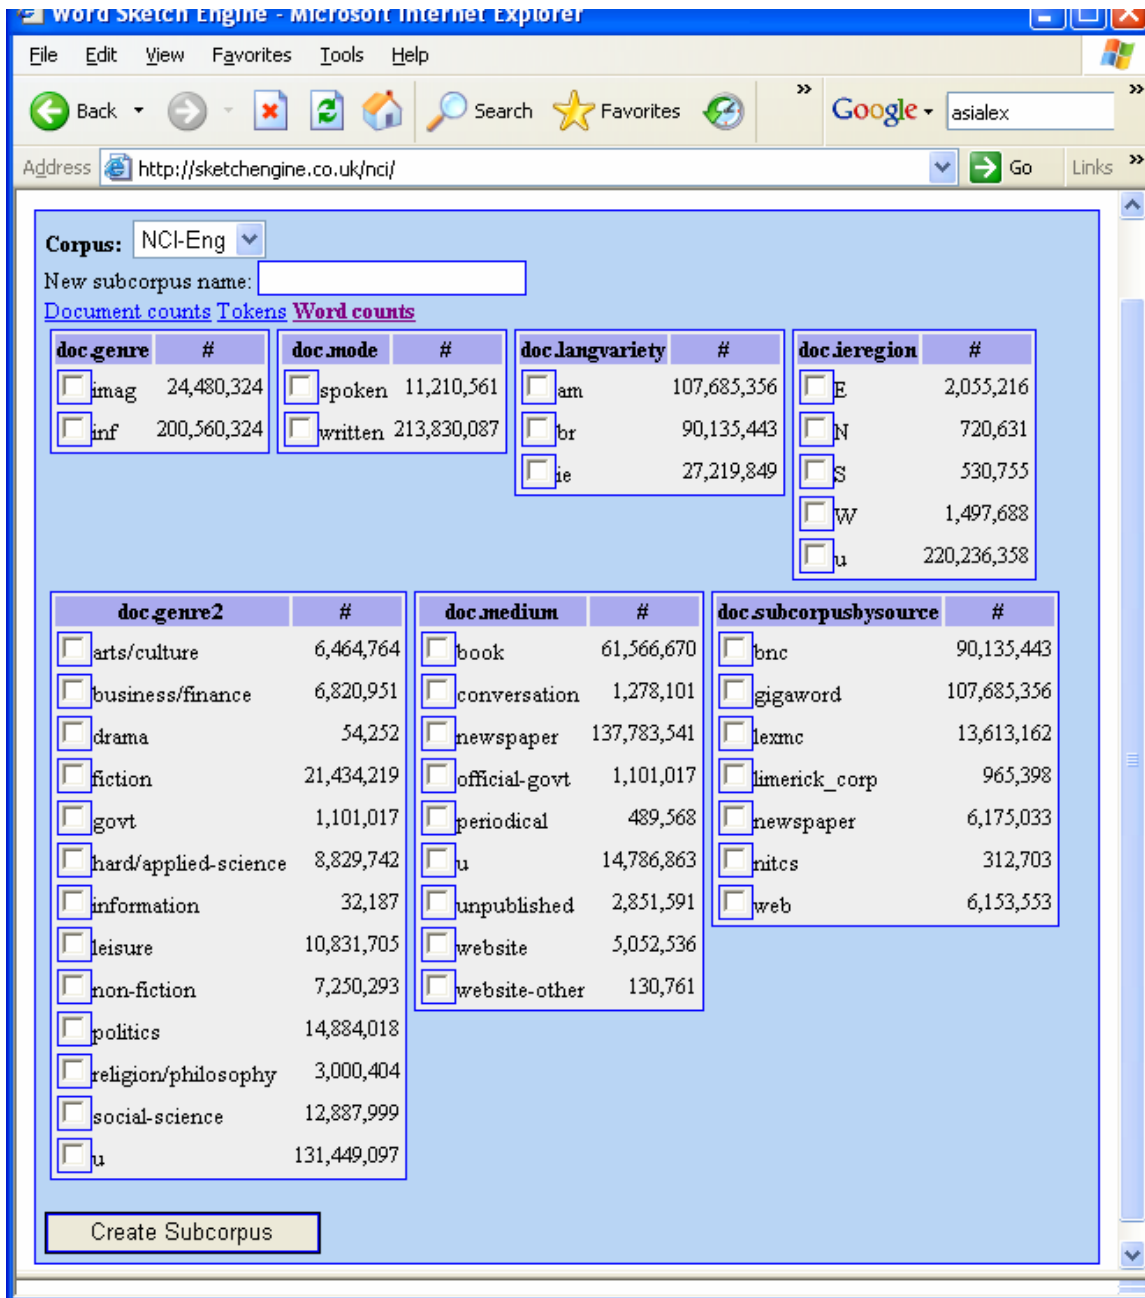 Word Sketch Engine - Microsoft Internet Explorer
File Edit View Favorites Tools Help
Back Search Favorites » Google asialex »
Address http://sketchengine.co.uk/nci/ Go Links »
Corpus: NCI-Eng
New subcorpus name:
Document counts Tokens Word counts
doc.genre #
imag 24,480,324
inf 200,560,324
doc.mode #
spoken 11,210,561
written 213,830,087
doc.langvariety #
am 107,685,356
br 90,135,443
ie 27,219,849
doc.ieregion #
E 2,055,216
N 720,631
S 530,755
W 1,497,688
u 220,236,358
doc.genre2 #
arts/culture 6,464,764
business/finance 6,820,951
drama 54,252
fiction 21,434,219
govt 1,101,017
hard/applied-science 8,829,742
information 32,187
leisure 10,831,705
non-fiction 7,250,293
politics 14,884,018
religion/philosophy 3,000,404
social-science 12,887,999
u 131,449,097
doc.medium #
book 61,566,670
conversation 1,278,101
newspaper 137,783,541
official-govt 1,101,017
periodical 489,568
u 14,786,863
unpublished 2,851,591
website 5,052,536
website-other 130,761
doc.subcorpusbysource #
bnc 90,135,443
gigaword 107,685,356
lexmc 13,613,162
limerick_corp 965,398
newspaper 6,175,033
nitcs 312,703
web 6,153,553
Create Subcorpus